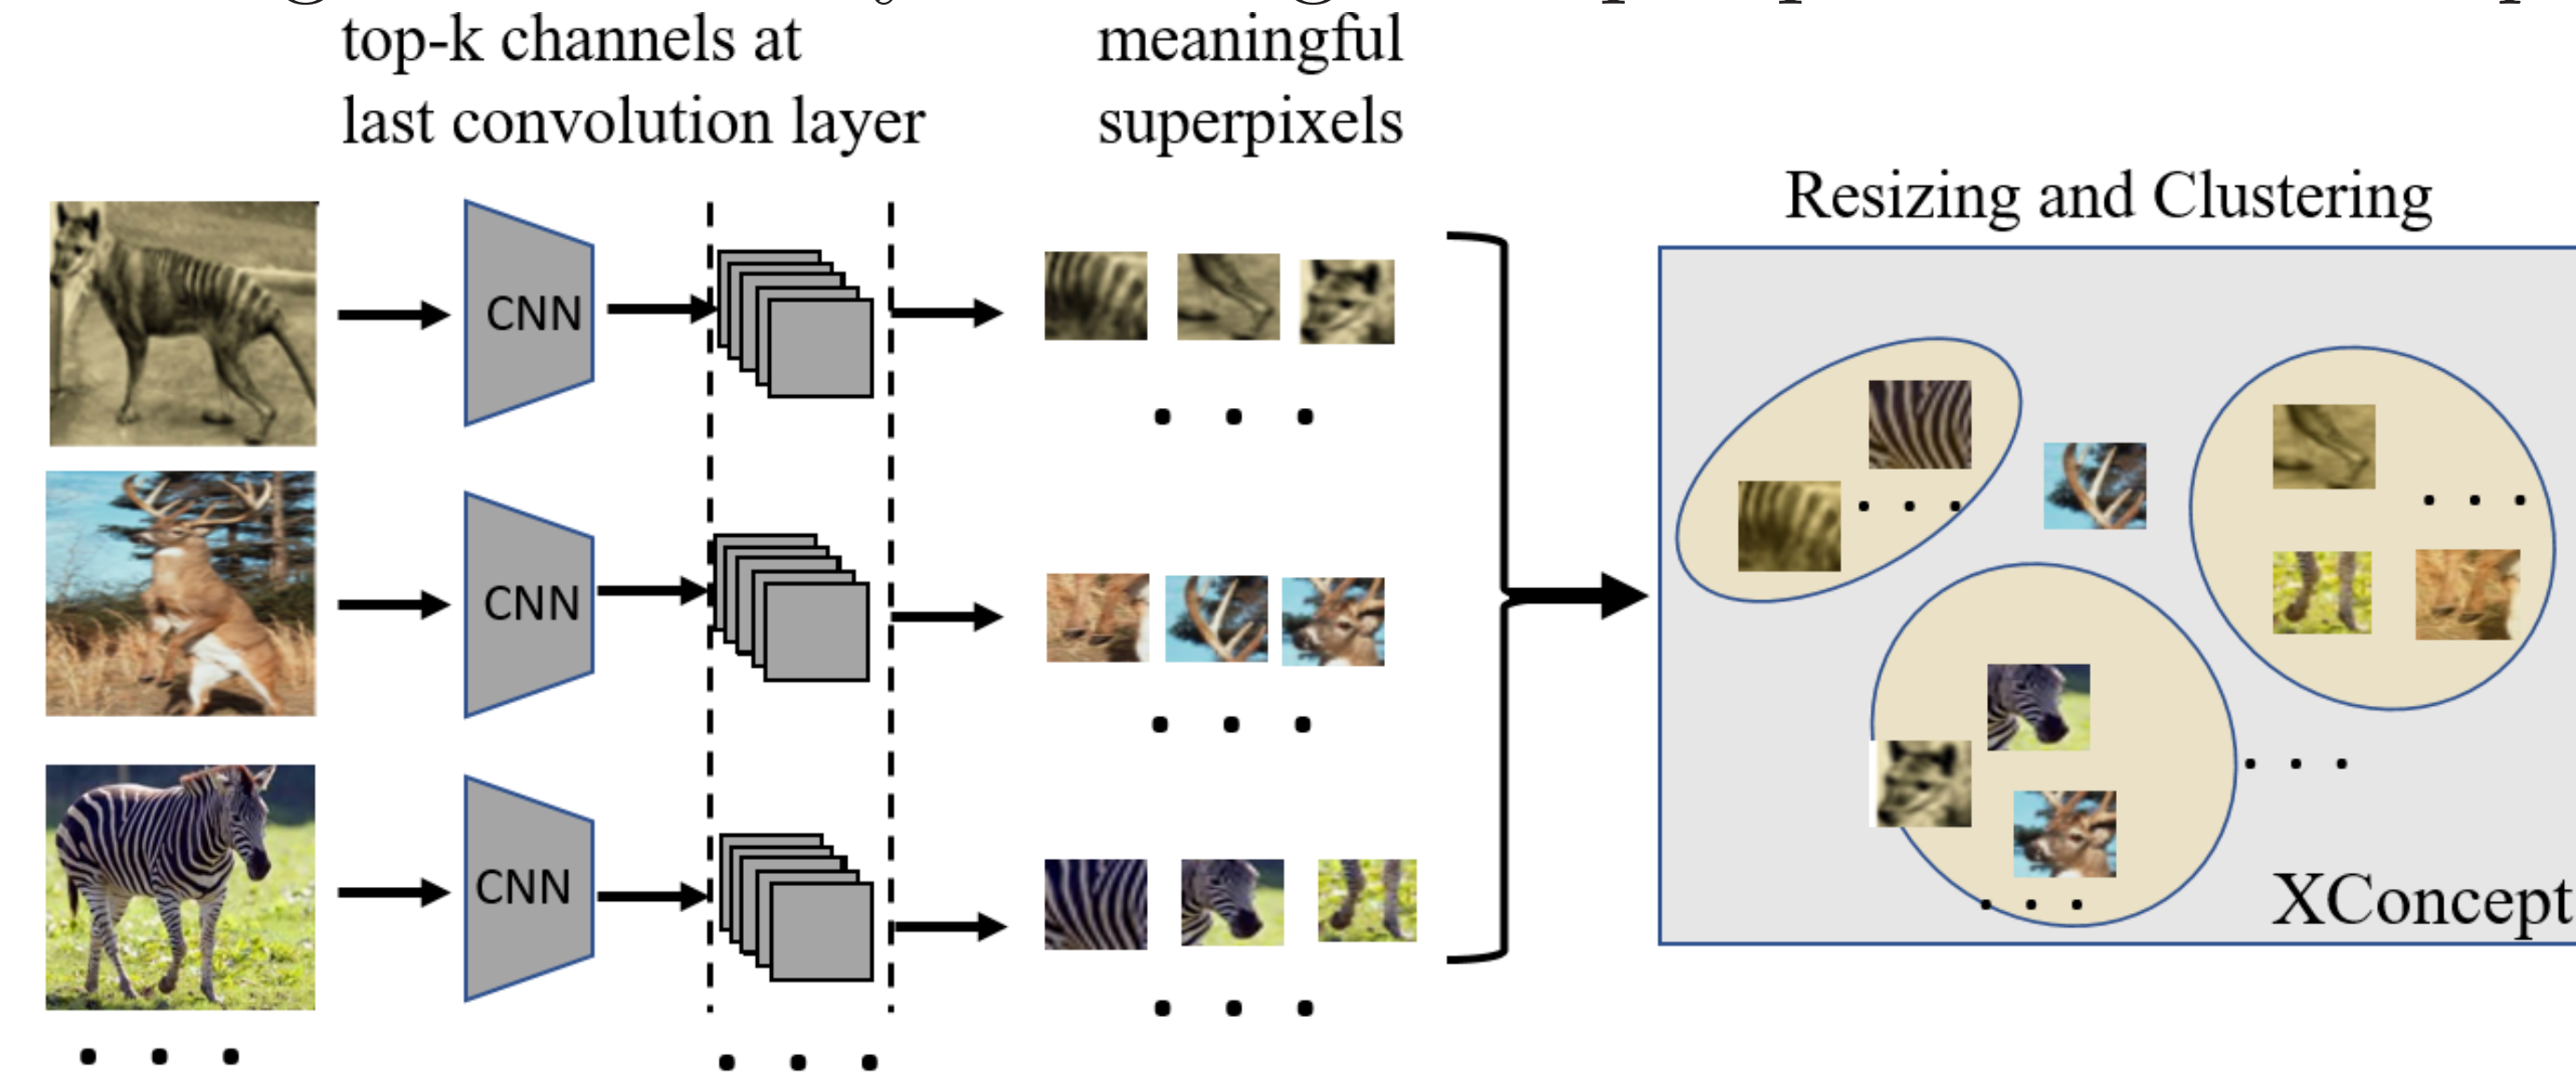 top-k channels at
last convolution layer
meaningful
superpixels
Resizing and Clustering
CNN
CNN
CNN
XConcept